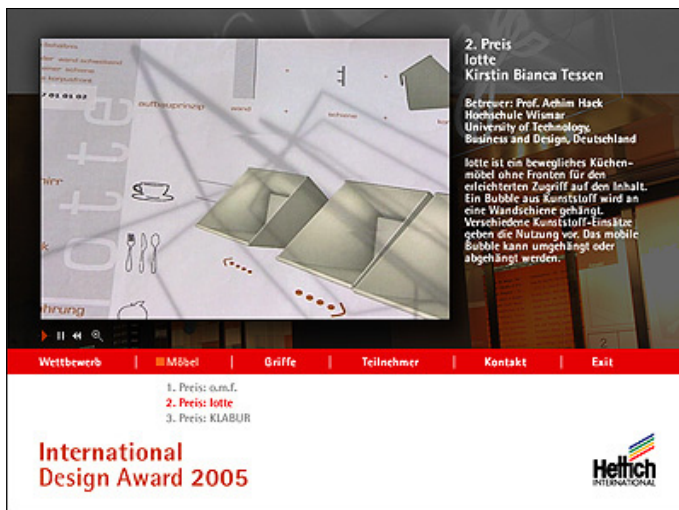 2. Preis
lotte
Kirstin Bianca Tessen
Betreuer: Prof. Achim Hack
Hochschule Wismar
University of Technology,
Business and Design, Deutschland
lotte ist ein bewegliches Küchen-
möbel ohne Fronten für den
erleichterten Zugriff auf den Inhalt.
Ein Bubble aus Kunststoff wird an
eine Wandschiene gehängt.
Verschiedene Kunststoff-Einsätze
geben die Nutzung vor. Das mobile
Bubble kann umgehängt oder
abgehängt werden.
lotte
aufbauprinzip
wand
schiene
Wettbewerb | Möbel | Griffe | Teilnehmer | Kontakt | Exit
1. Preis: o.m.f.
2. Preis: lotte
3. Preis: KLABUR
International
Design Award 2005
Hettich
INTERNATIONAL